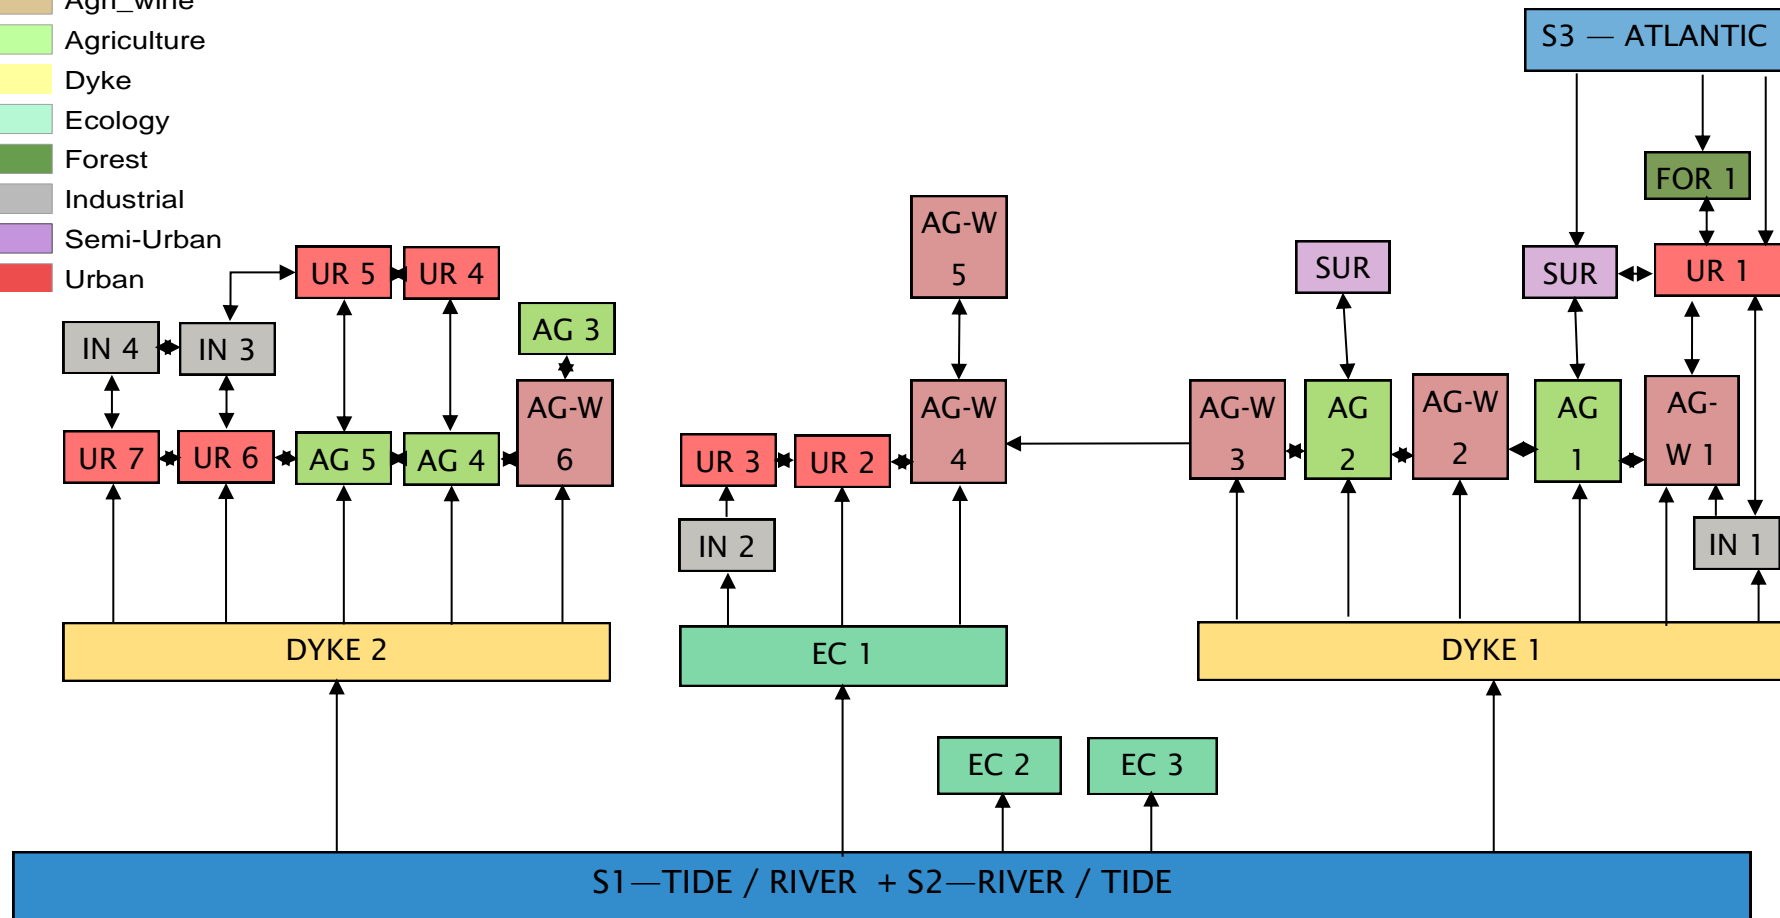 Agri_wine
Agriculture
Dyke
Ecology
Forest
Industrial
Semi-Urban
Urban
S3 — ATLANTIC
FOR 1
AG-W
5
SUR
SUR
UR 1
UR 5
UR 4
AG 3
IN 4
IN 3
AG-W
6
AG-W
4
AG-W
3
AG
2
AG-W
2
AG
1
AG-
W 1
UR 7
UR 6
AG 5
AG 4
UR 3
UR 2
IN 2
IN 1
DYKE 2
EC 1
DYKE 1
EC 2
EC 3
S1—TIDE / RIVER + S2—RIVER / TIDE